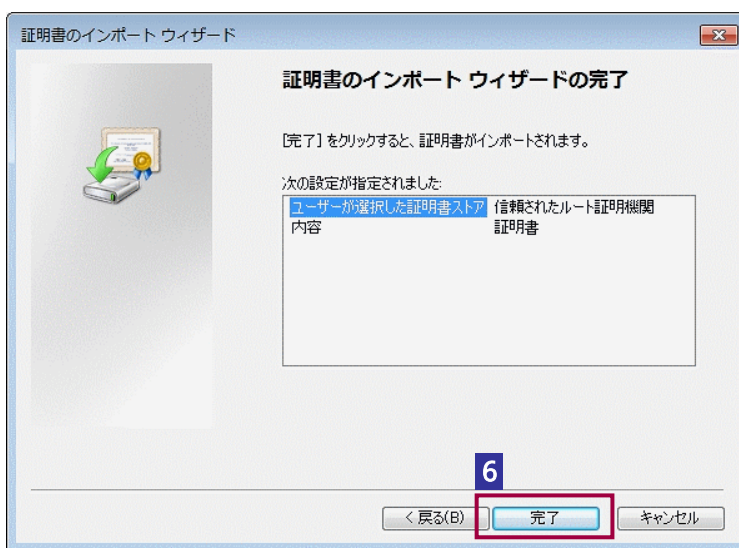 証明書のインポート ウィザード
証明書のインポート ウィザードの完了
[完了] をクリックすると、証明書がインポートされます。
次の設定が指定されました:
ユーザーが選択した証明書ストア 信頼されたルート証明機関
内容 証明書
6
< 戻る(B) 完了 キャンセル